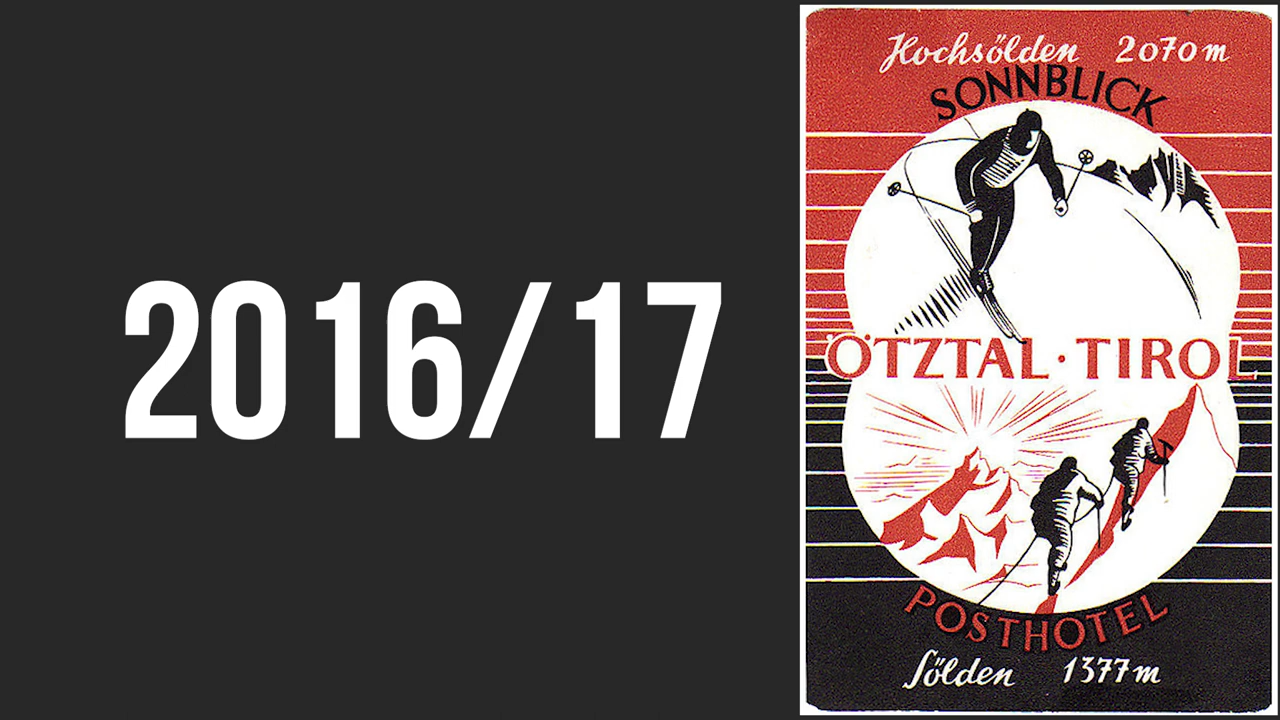 2016/17
Hochsölden 2070m
SONNBLICK
ÖTZTAL · TIROL
POSTHOTEL
Sölden 1377m